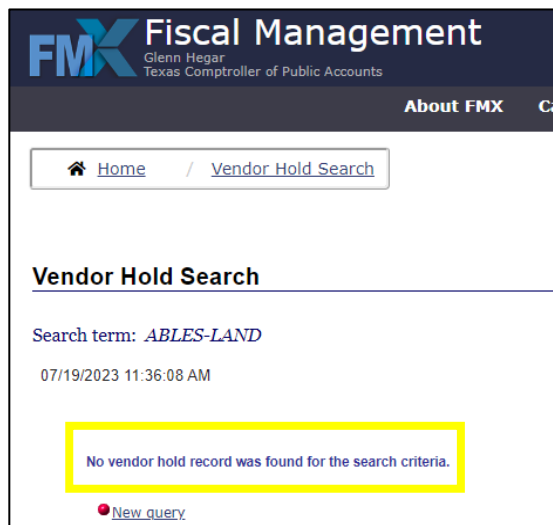 FMX Fiscal Management
Glenn Hegar
Texas Comptroller of Public Accounts
About FMX
Home / Vendor Hold Search
Vendor Hold Search
Search term: ABLES-LAND
07/19/2023 11:36:08 AM
No vendor hold record was found for the search criteria.
New query